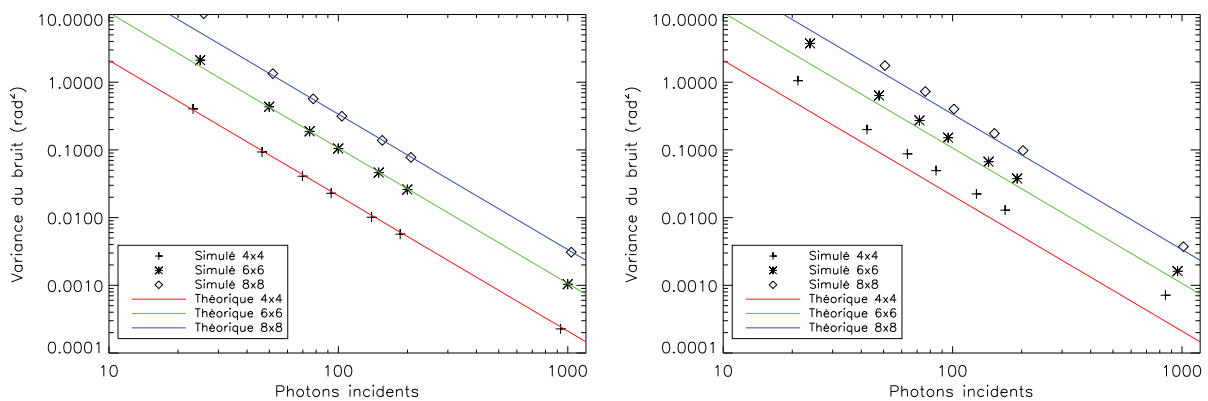 10.0000
1.0000
0.1000
0.0100
0.0010
0.0001
Variance du bruit (rad²)
Simulé 4x4
Simulé 6x6
Simulé 8x8
Théorique 4x4
Théorique 6x6
Théorique 8x8
10 100 1000
Photons incidents
10.0000
1.0000
0.1000
0.0100
0.0010
0.0001
Variance du bruit (rad²)
Simulé 4x4
Simulé 6x6
Simulé 8x8
Théorique 4x4
Théorique 6x6
Théorique 8x8
10 100 1000
Photons incidents